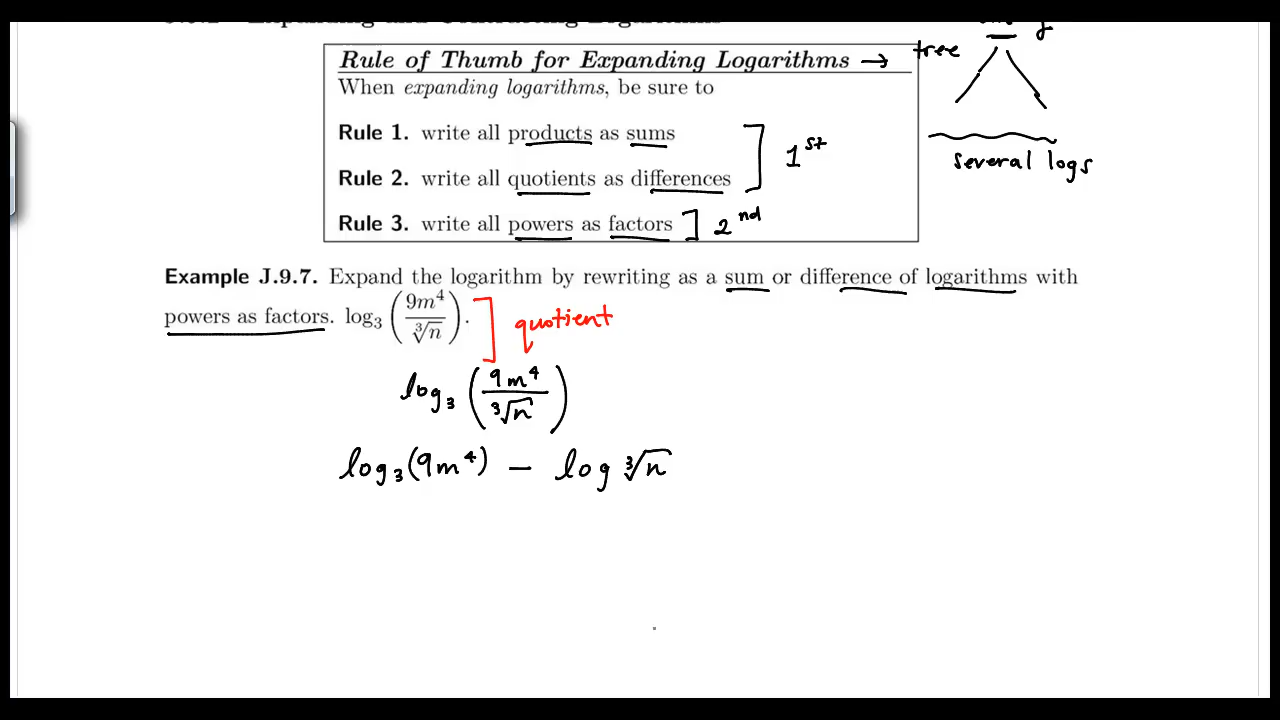 Rule of Thumb for Expanding Logarithms → tree
When expanding logarithms, be sure to
Rule 1. write all products as sums
Rule 2. write all quotients as differences
1st
several logs
Rule 3. write all powers as factors
2nd
Example J.9.7. Expand the logarithm by rewriting as a sum or difference of logarithms with
powers as factors. log₃ (9m⁴/∛n).
quotient
log₃ (9m⁴/∛n)
log₃(9m⁴) − log ∛n